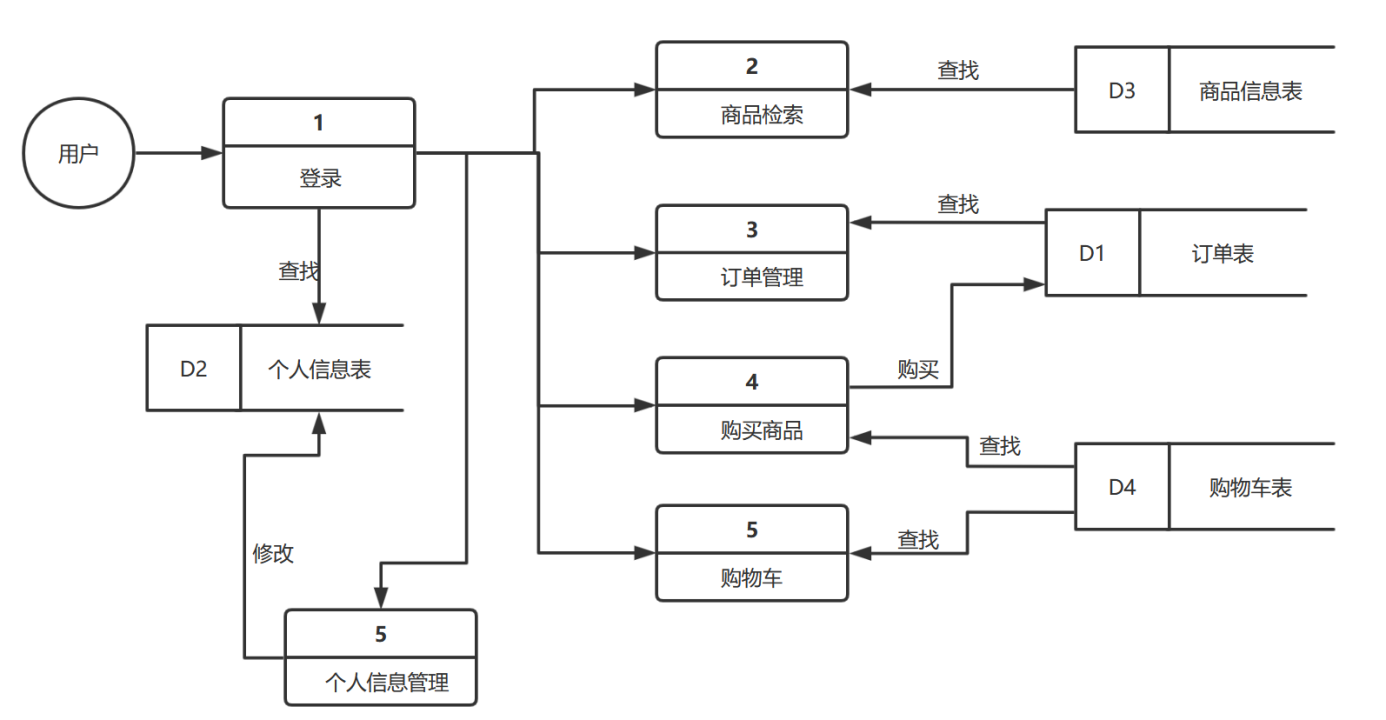 用户
1
登录
查找
D2
个人信息表
修改
5
个人信息管理
2
商品检索
查找
D3
商品信息表
3
订单管理
查找
D1
订单表
4
购买商品
购买
查找
D4
购物车表
5
购物车
查找